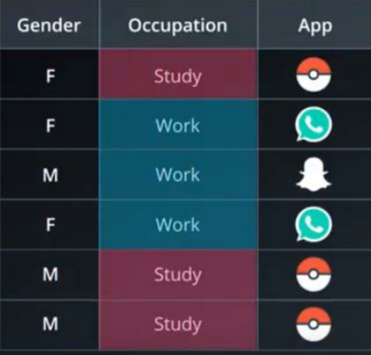 Gender Occupation App
F Study
F Work
M Work
F Work
M Study
M Study